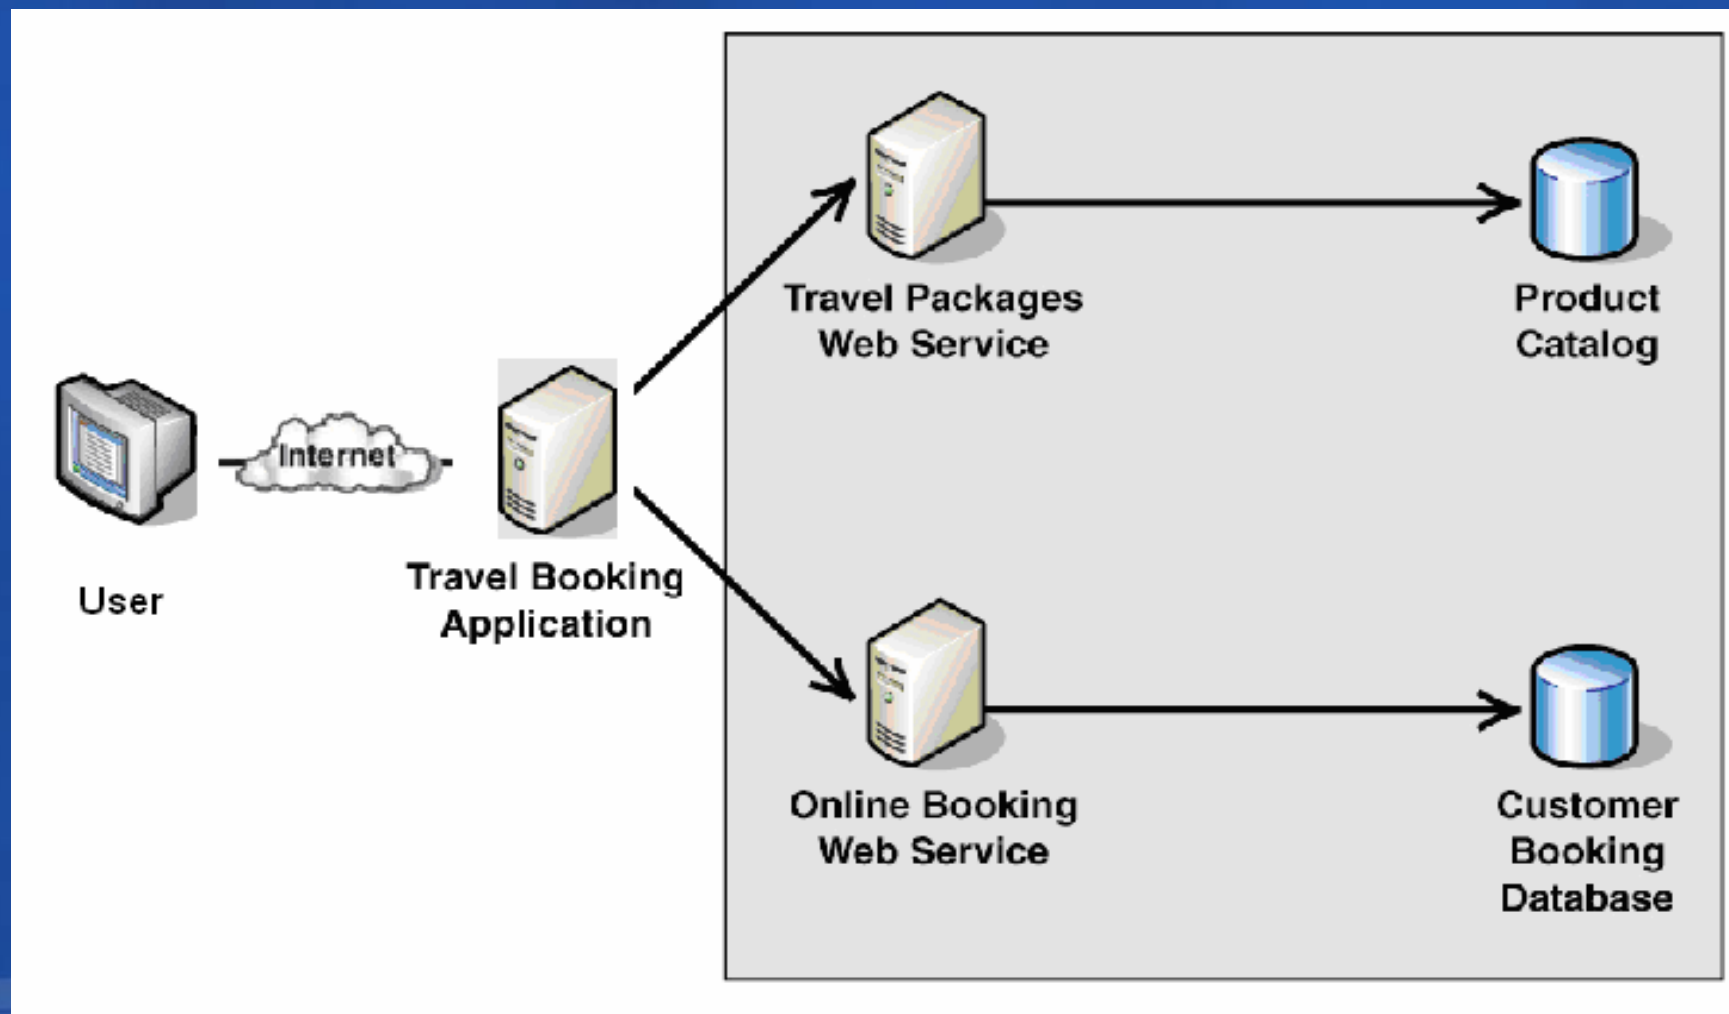 Travel Packages
Web Service
Product
Catalog
Internet
User
Travel Booking
Application
Online Booking
Web Service
Customer
Booking
Database